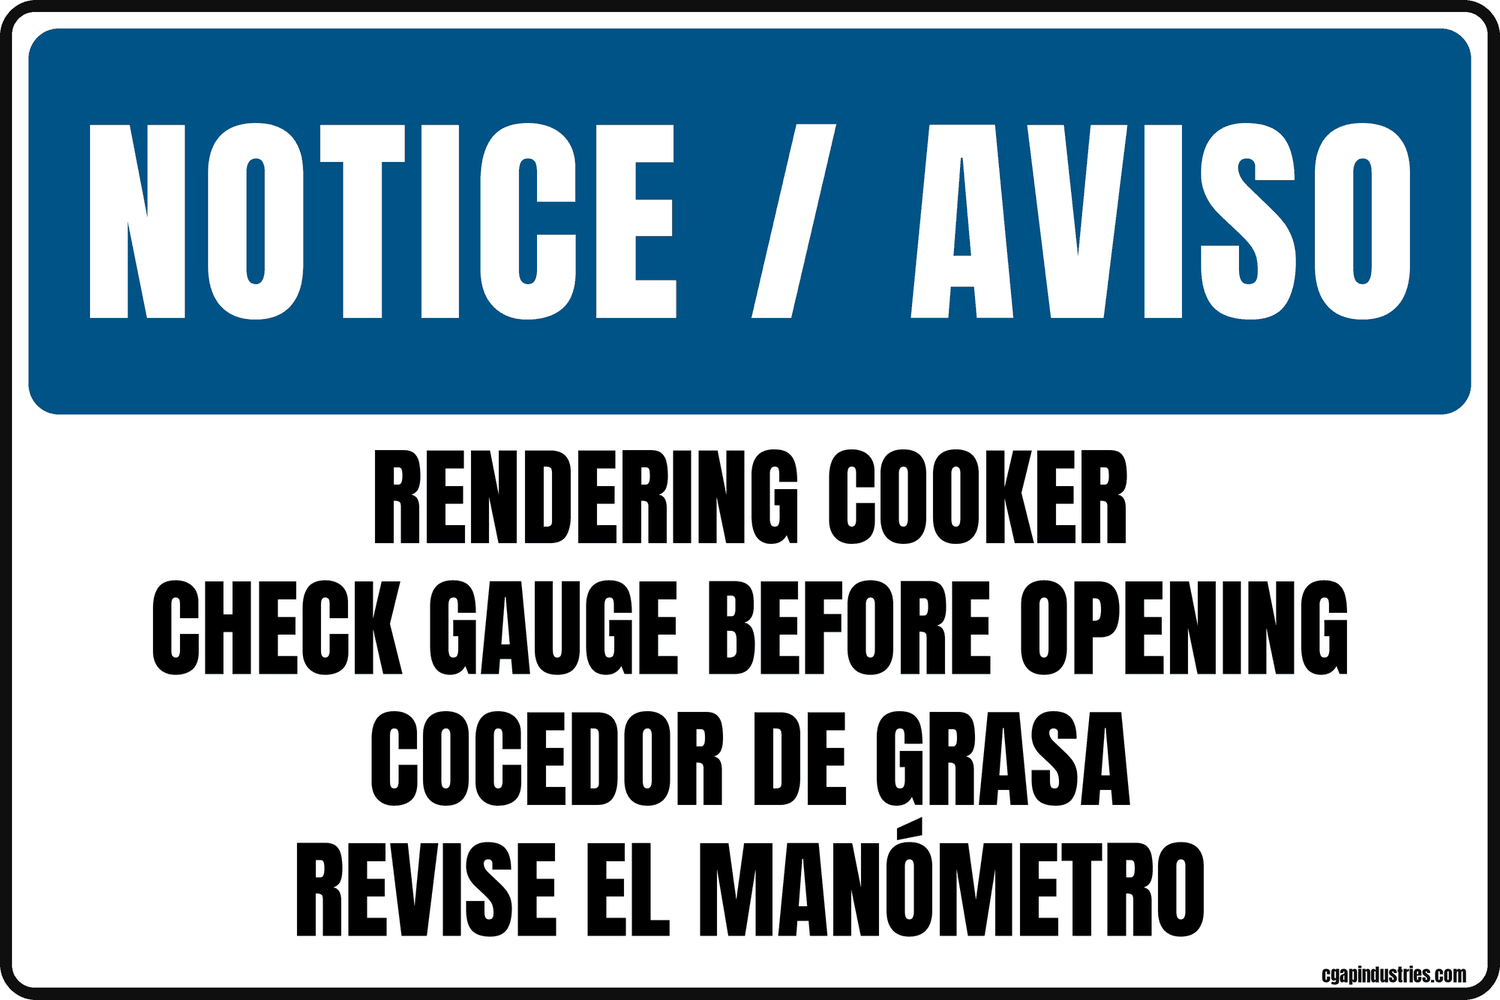 NOTICE / AVISO
RENDERING COOKER
CHECK GAUGE BEFORE OPENING
COCEDOR DE GRASA
REVISE EL MANÓMETRO
cgapindustries.com